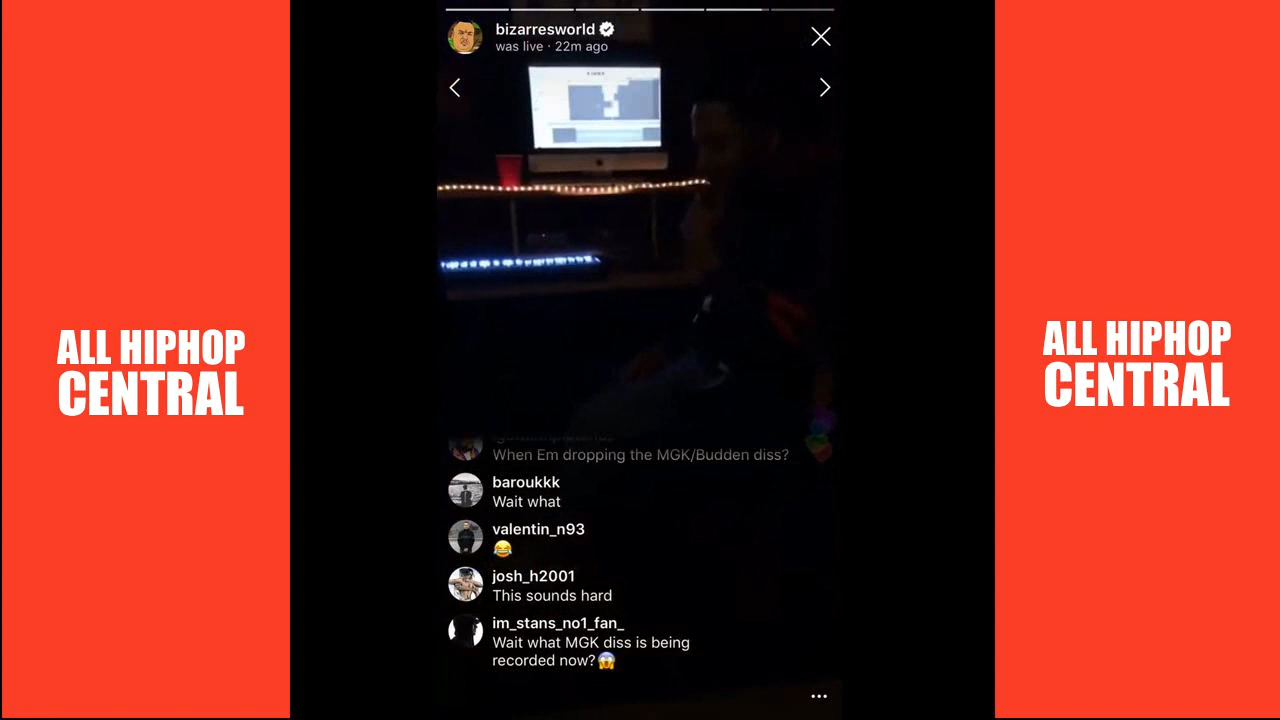 bizarresworld
was live · 22m ago
ALL HIPHOP
CENTRAL
ALL HIPHOP
CENTRAL
When Em dropping the MGK/Budden diss?
baroukkk
Wait what
valentin_n93
😂
josh_h2001
This sounds hard
im_stans_no1_fan_
Wait what MGK diss is being
recorded now?😱